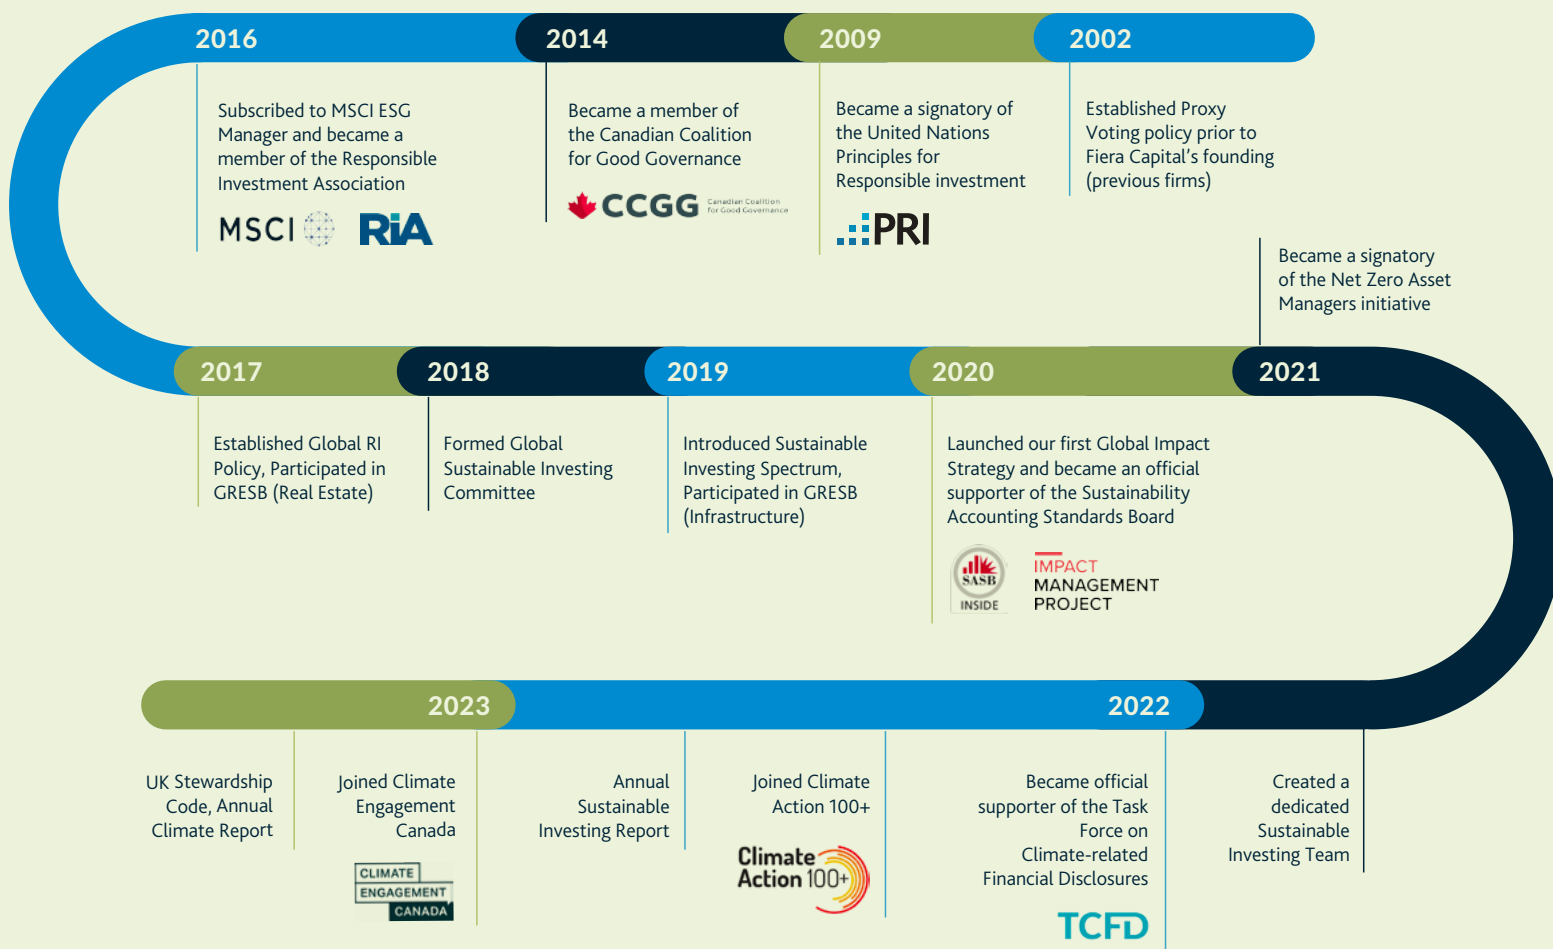 2016
2014
2009
2002
Subscribed to MSCI ESG
Manager and became a
member of the Responsible
Investment Association
MSCI
RiA
Became a member of
the Canadian Coalition
for Good Governance
CCGG
Canadian Coalition
for Good Governance
Became a signatory of
the United Nations
Principles for
Responsible investment
PRI
Established Proxy
Voting policy prior to
Fiera Capital's founding
(previous firms)
Became a signatory
of the Net Zero Asset
Managers initiative
2017
2018
2019
2020
2021
Established Global RI
Policy, Participated in
GRESB (Real Estate)
Formed Global
Sustainable Investing
Committee
Introduced Sustainable
Investing Spectrum,
Participated in GRESB
(Infrastructure)
Launched our first Global Impact
Strategy and became an official
supporter of the Sustainability
Accounting Standards Board
SASB
INSIDE
IMPACT
MANAGEMENT
PROJECT
2023
2022
UK Stewardship
Code, Annual
Climate Report
Joined Climate
Engagement
Canada
CLIMATE
ENGAGEMENT
CANADA
Annual
Sustainable
Investing Report
Joined Climate
Action 100+
Climate
Action 100+
Became official
supporter of the Task
Force on
Climate-related
Financial Disclosures
TCFD
Created a
dedicated
Sustainable
Investing Team